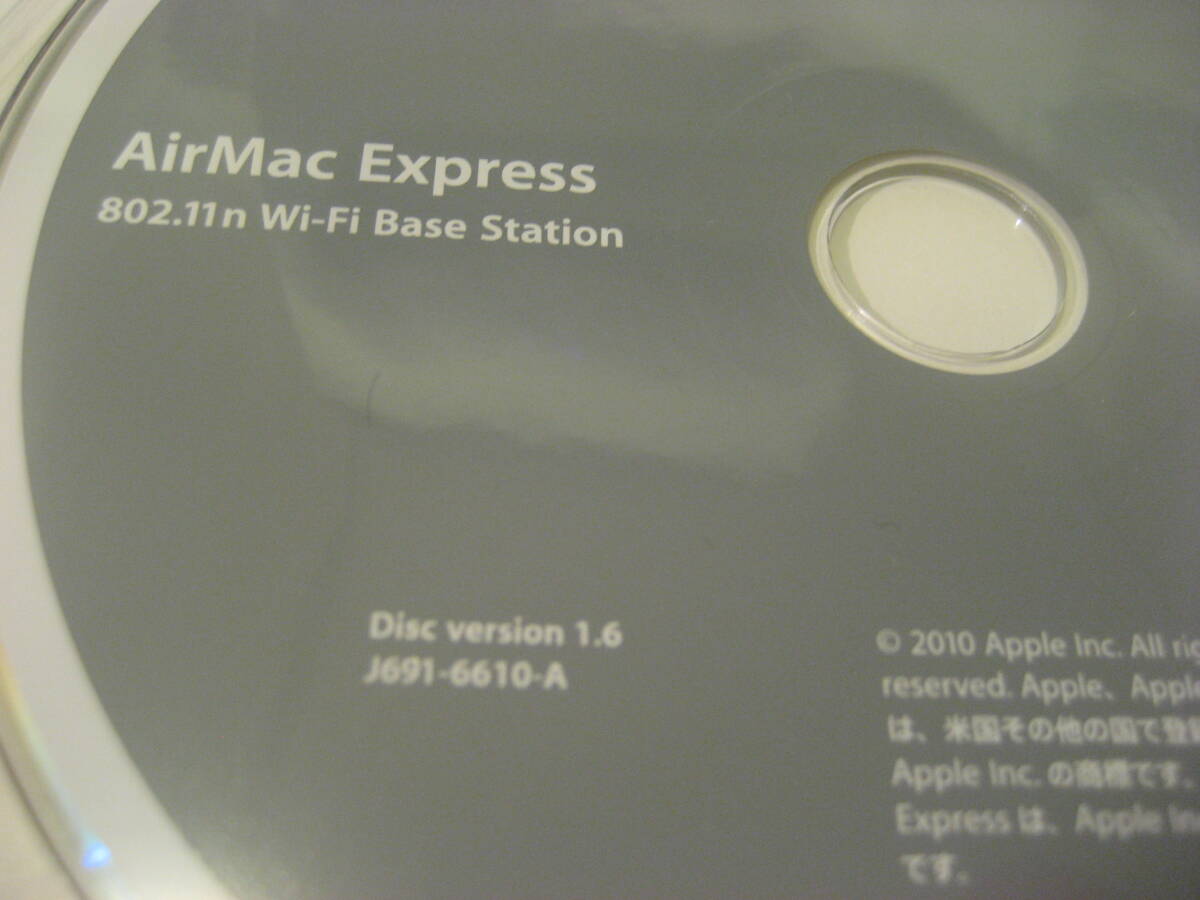 AirMac Express
802.11n Wi-Fi Base Station
Disc version 1.6
J691-6610-A
© 2010 Apple Inc. All
reserved. Apple、Apple
は、米国その他の国で登
Apple Inc. の商標です。
Express は、Apple
です。